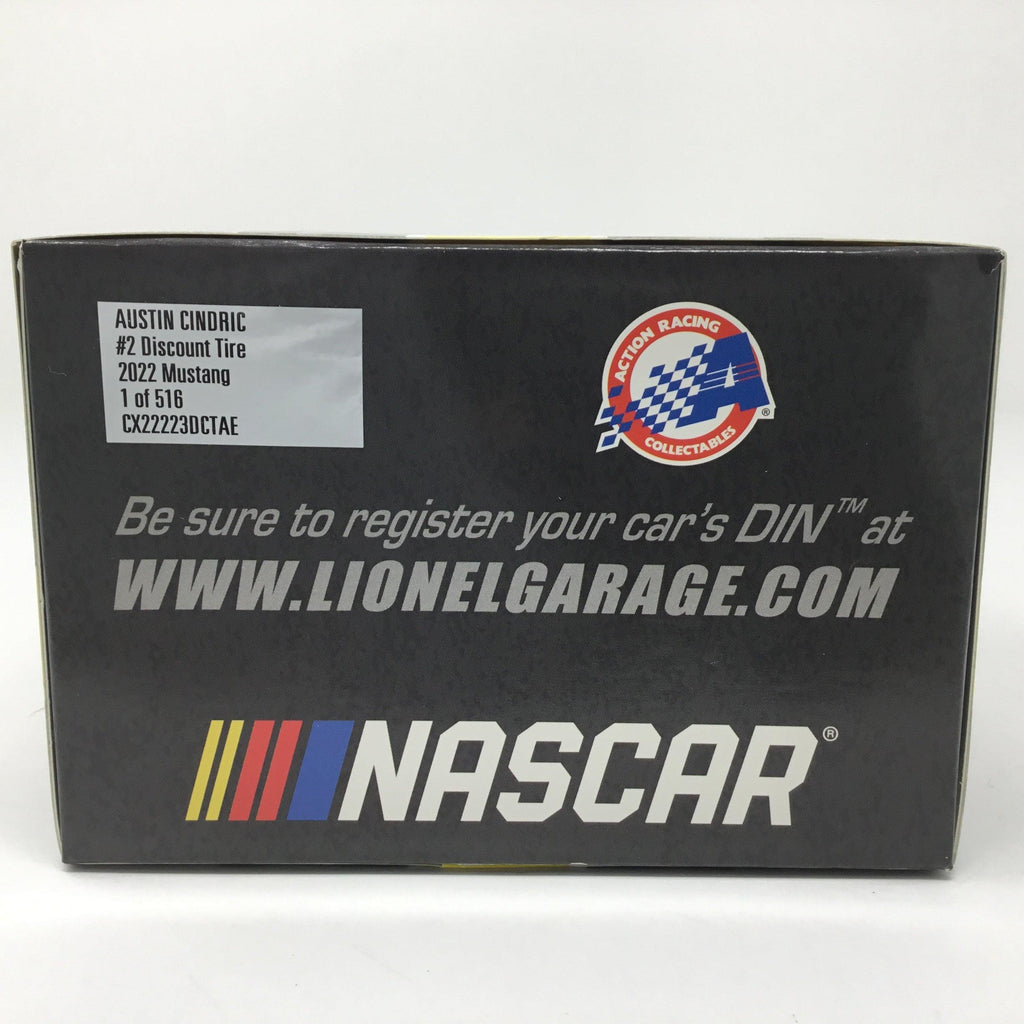 AUSTIN CINDRIC
#2 Discount Tire
2022 Mustang
1 of 516
CX22223DCTAE
ACTION RACING
A®
COLLECTABLES
Be sure to register your car's DIN™ at
WWW.LIONELGARAGE.COM
NASCAR®